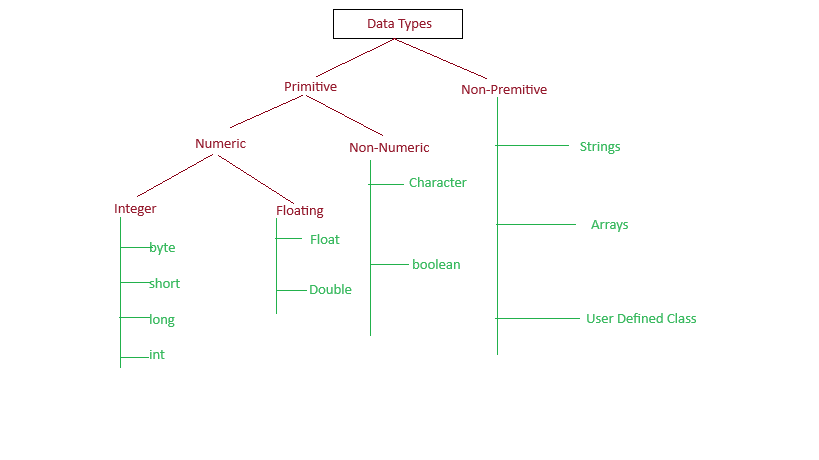 Data Types
Primitive
Non-Premitive
Numeric
Non-Numeric
Strings
Character
Integer
Floating
Arrays
Float
byte
boolean
short
Double
long
User Defined Class
int